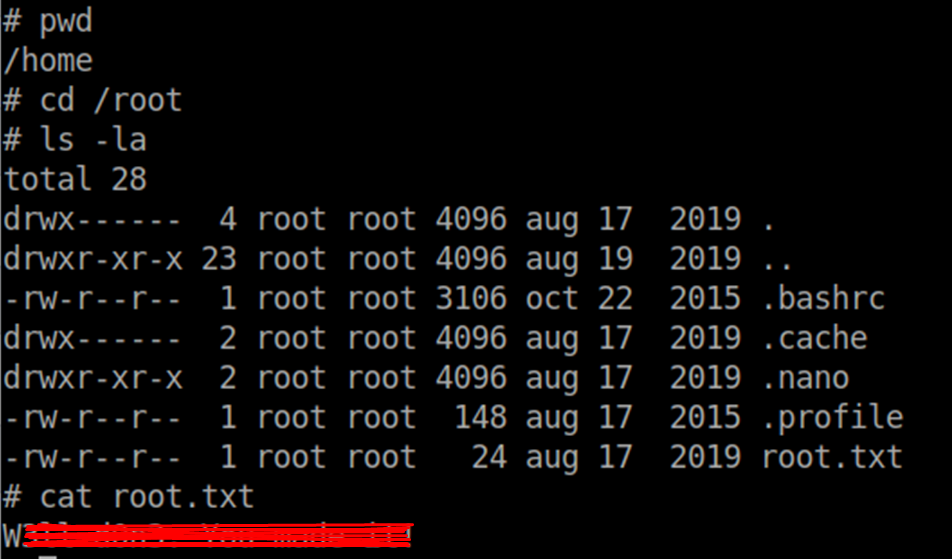 # pwd
/home
# cd /root
# ls -la
total 28
drwx------  4 root root 4096 aug 17  2019 .
drwxr-xr-x 23 root root 4096 aug 19  2019 ..
-rw-r--r--  1 root root 3106 oct 22  2015 .bashrc
drwx------  2 root root 4096 aug 17  2019 .cache
drwxr-xr-x  2 root root 4096 aug 17  2019 .nano
-rw-r--r--  1 root root  148 aug 17  2015 .profile
-rw-r--r--  1 root root   24 aug 17  2019 root.txt
# cat root.txt